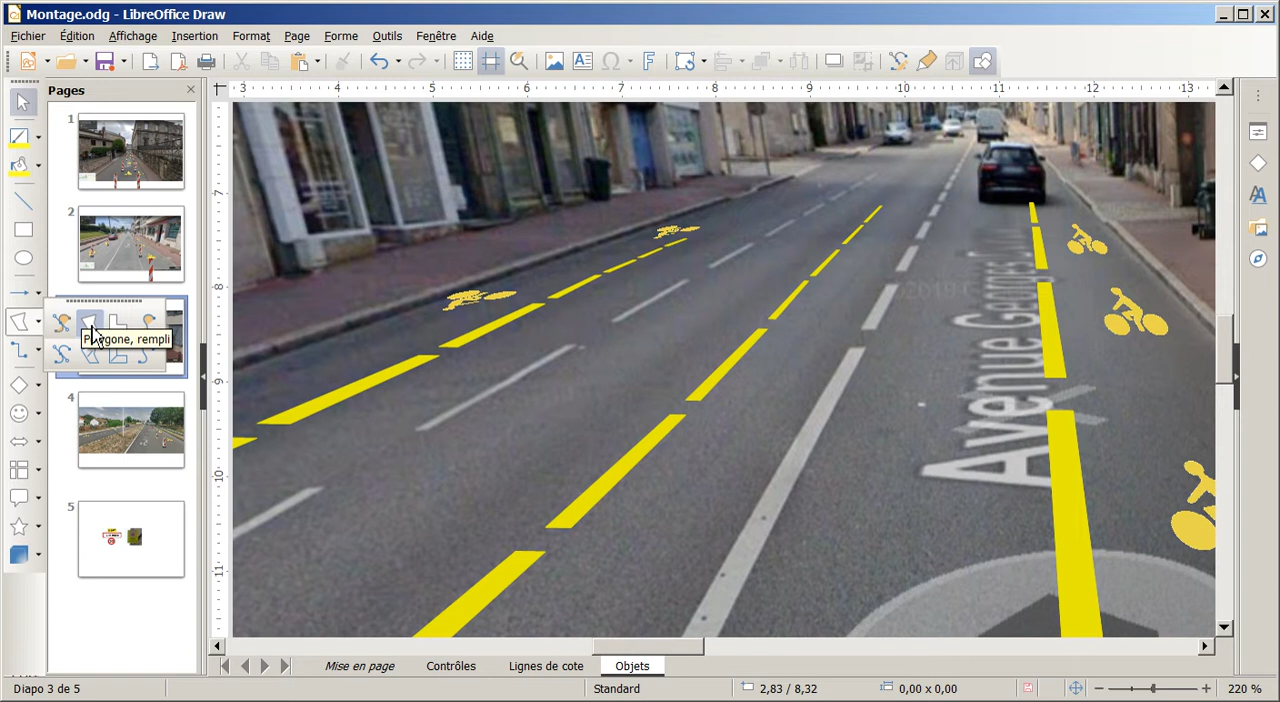 Montage.odg - LibreOffice Draw
Fichier Édition Affichage Insertion Format Page Forme Outils Fenêtre Aide
Pages
3 4 5 6 7 8 9 10 11 12 13
1
2
4
5
7
8
9
10
11
Polygone, rempli
Avenue Georges
Mise en page Contrôles Lignes de cote Objets
Diapo 3 de 5 Standard 2,83 / 8,32 0,00 x 0,00 220 %